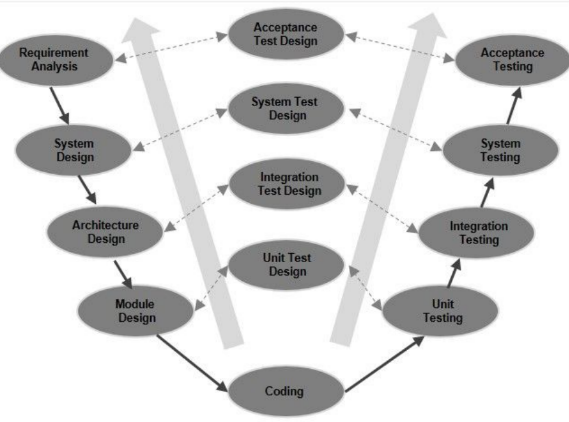 Acceptance
Test Design
Requirement
Analysis
Acceptance
Testing
System Test
Design
System
Design
System
Testing
Integration
Test Design
Architecture
Design
Integration
Testing
Unit Test
Design
Module
Design
Unit
Testing
Coding